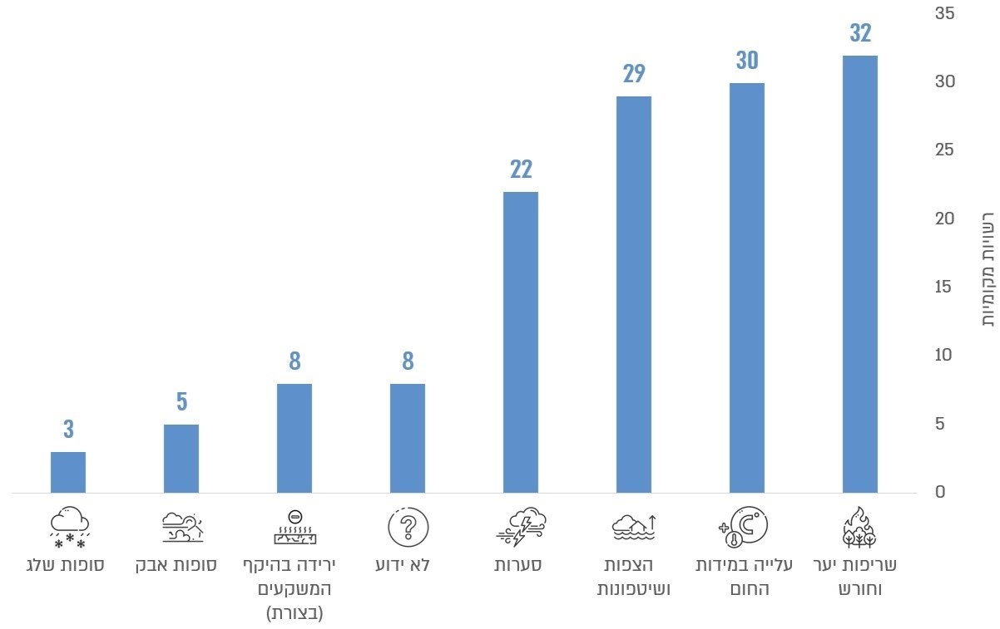 35
30
25
20
15
10
5
0
רשויות מקומיות
32
30
29
22
8
8
5
3
שריפות יער
וחורש
עלייה במידות
החום
הצפות
ושיטפונות
סערות
לא ידוע
ירידה בהיקף
המשקעים
(בצורת)
סופות אבק
סופות שלג